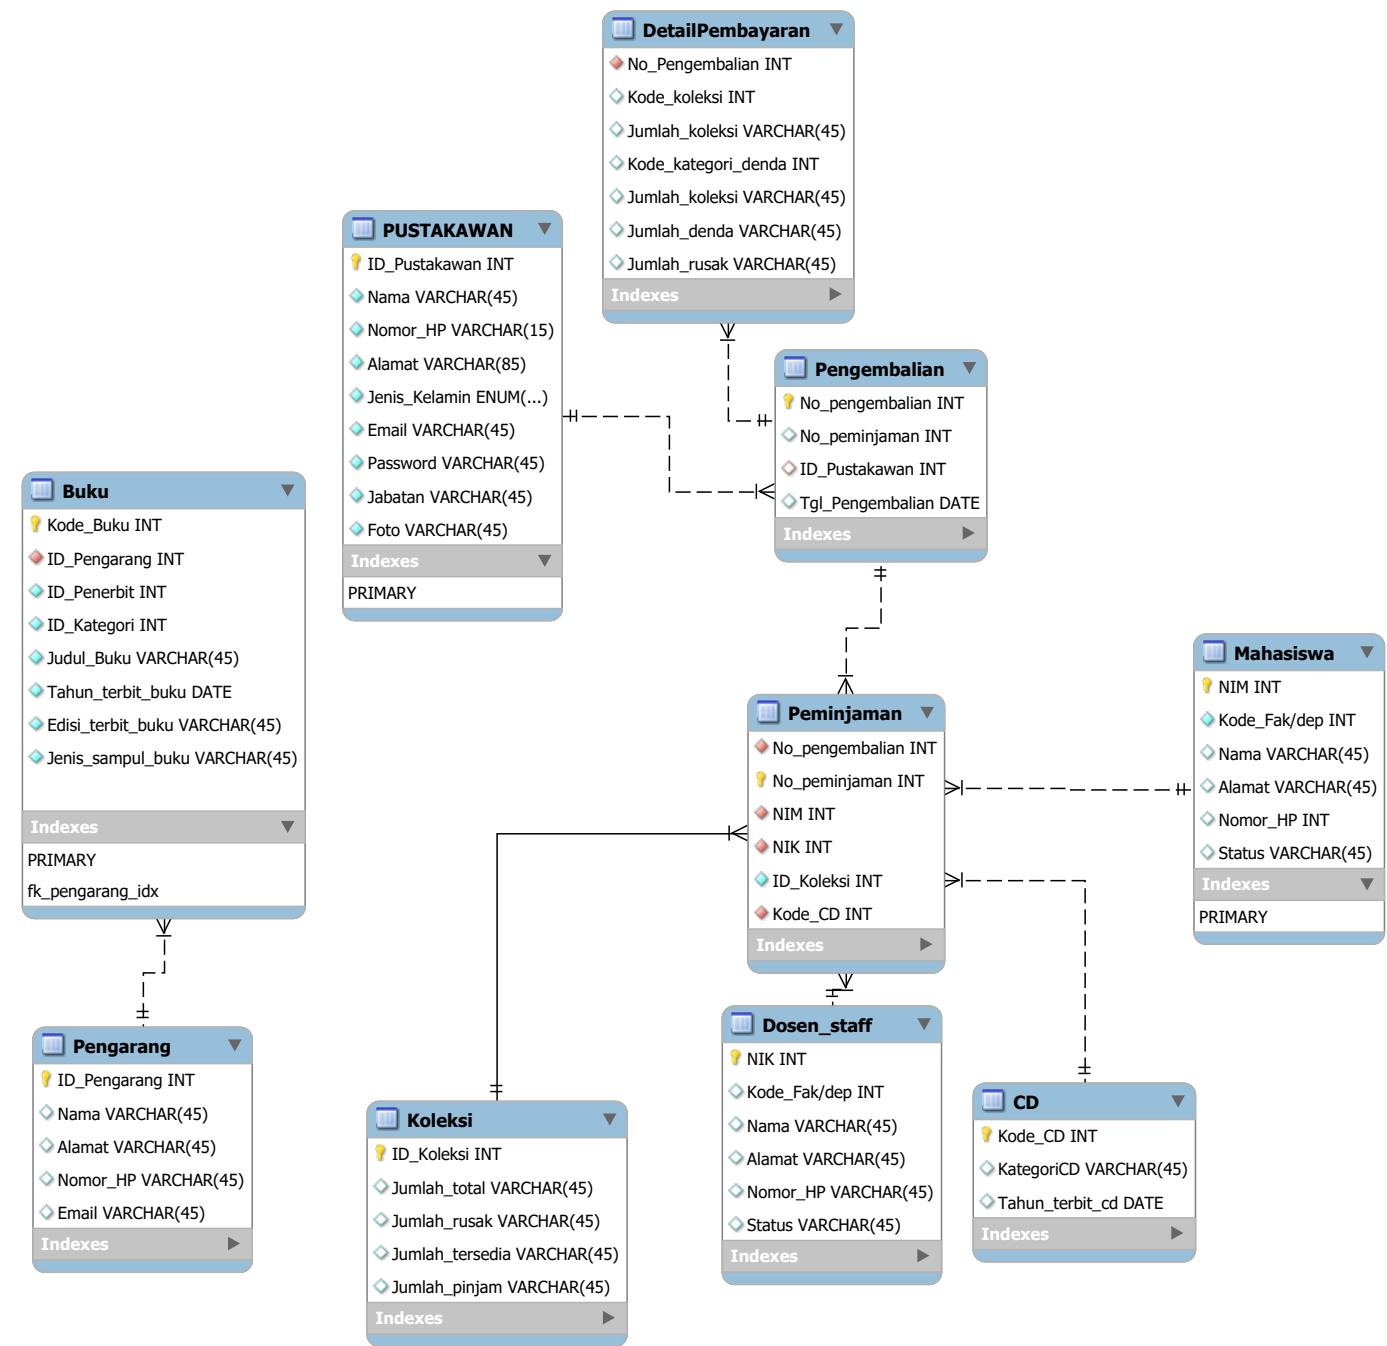 DetailPembayaran
No_Pengembalian INT
Kode_koleksi INT
Jumlah_koleksi VARCHAR(45)
Kode_kategori_denda INT
Jumlah_koleksi VARCHAR(45)
Jumlah_denda VARCHAR(45)
Jumlah_rusak VARCHAR(45)
Indexes
PUSTAKAWAN
ID_Pustakawan INT
Nama VARCHAR(45)
Nomor_HP VARCHAR(15)
Alamat VARCHAR(85)
Jenis_Kelamin ENUM(...)
Email VARCHAR(45)
Password VARCHAR(45)
Jabatan VARCHAR(45)
Foto VARCHAR(45)
Indexes
PRIMARY
Pengembalian
No_pengembalian INT
No_peminjaman INT
ID_Pustakawan INT
Tgl_Pengembalian DATE
Indexes
Buku
Kode_Buku INT
ID_Pengarang INT
ID_Penerbit INT
ID_Kategori INT
Judul_Buku VARCHAR(45)
Tahun_terbit_buku DATE
Edisi_terbit_buku VARCHAR(45)
Jenis_sampul_buku VARCHAR(45)
Indexes
PRIMARY
fk_pengarang_idx
Mahasiswa
NIM INT
Kode_Fak/dep INT
Nama VARCHAR(45)
Alamat VARCHAR(45)
Nomor_HP INT
Status VARCHAR(45)
Indexes
PRIMARY
Peminjaman
No_pengembalian INT
No_peminjaman INT
NIM INT
NIK INT
ID_Koleksi INT
Kode_CD INT
Indexes
Pengarang
ID_Pengarang INT
Nama VARCHAR(45)
Alamat VARCHAR(45)
Nomor_HP VARCHAR(45)
Email VARCHAR(45)
Indexes
Koleksi
ID_Koleksi INT
Jumlah_total VARCHAR(45)
Jumlah_rusak VARCHAR(45)
Jumlah_tersedia VARCHAR(45)
Jumlah_pinjam VARCHAR(45)
Indexes
Dosen_staff
NIK INT
Kode_Fak/dep INT
Nama VARCHAR(45)
Alamat VARCHAR(45)
Nomor_HP VARCHAR(45)
Status VARCHAR(45)
Indexes
CD
Kode_CD INT
KategoriCD VARCHAR(45)
Tahun_terbit_cd DATE
Indexes